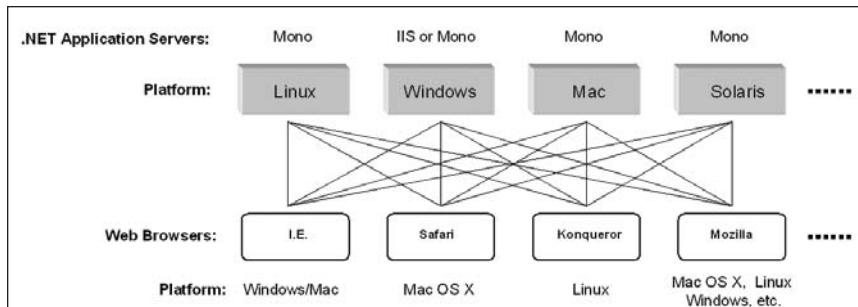 .NET Application Servers: Mono IIS or Mono Mono Mono
Platform: Linux Windows Mac Solaris ......
Web Browsers: I.E. Safari Konqueror Mozilla ......
Platform: Windows/Mac Mac OS X Linux Mac OS X, Linux
Windows, etc.